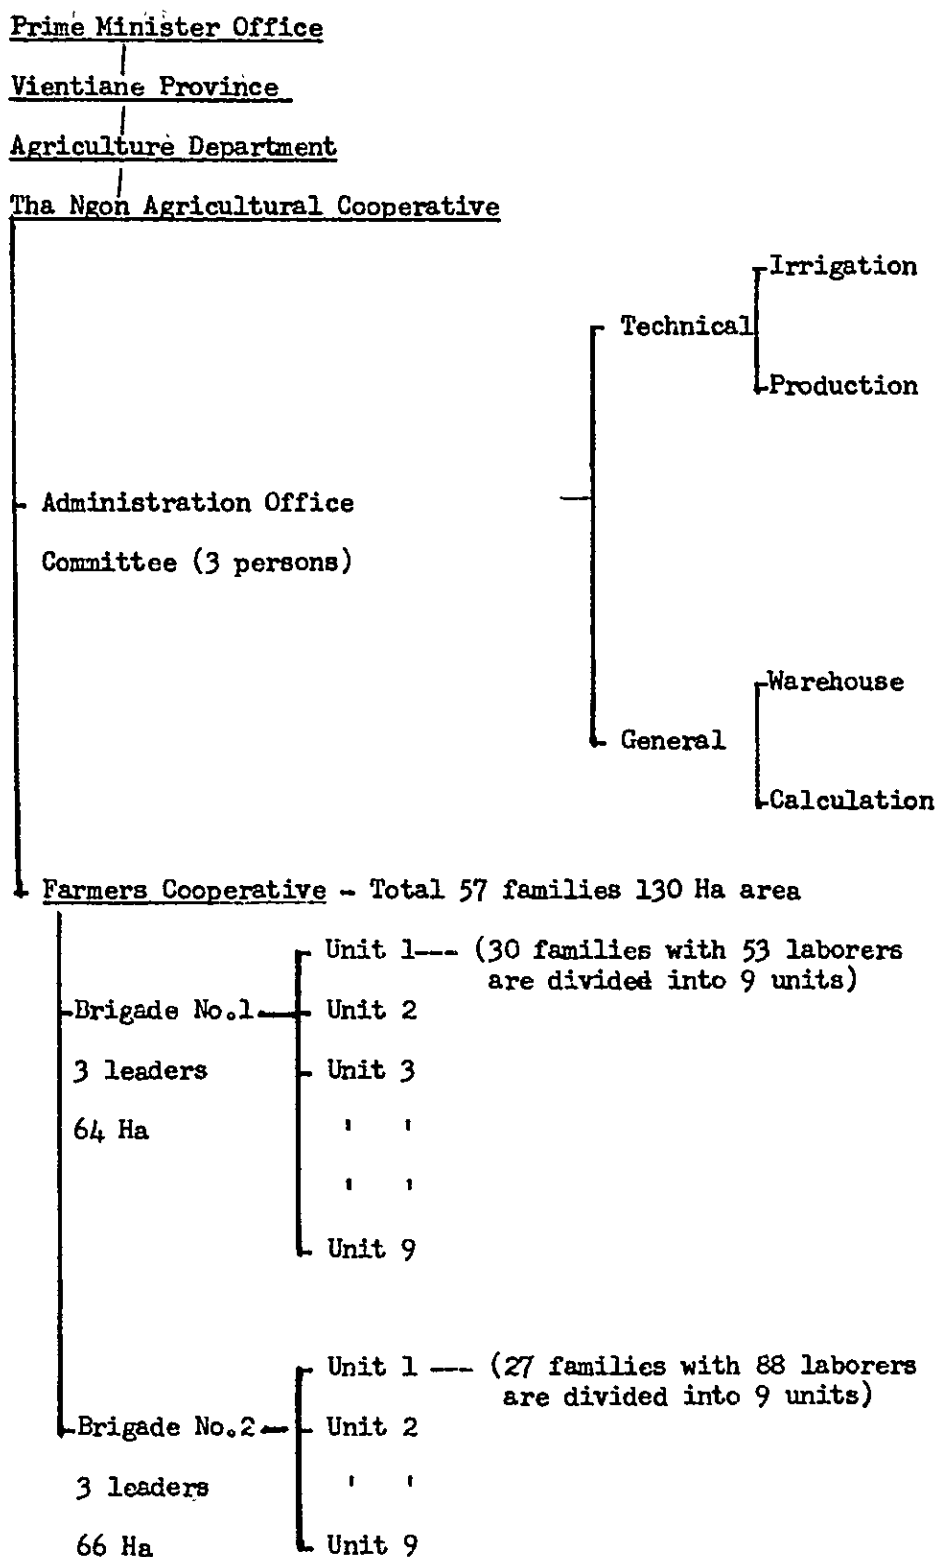 Prime Minister Office
Vientiane Province
Agriculture Department
Tha Ngon Agricultural Cooperative
Irrigation
Technical
Production
Administration Office
Committee (3 persons)
Warehouse
General
Calculation
Farmers Cooperative - Total 57 families 130 Ha area
Unit 1--- (30 families with 53 laborers
are divided into 9 units)
Brigade No.1
Unit 2
3 leaders
Unit 3
64 Ha
' '
' '
Unit 9
Unit 1 --- (27 families with 88 laborers
are divided into 9 units)
Brigade No.2
Unit 2
3 leaders
' '
66 Ha
Unit 9